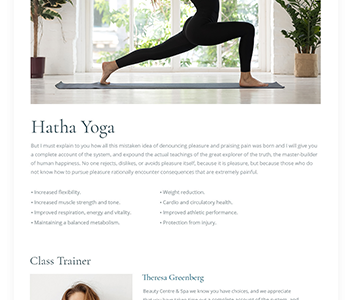 Hatha Yoga
But I must explain to you how all this mistaken idea of denouncing pleasure and praising pain was born and I will give you
a complete account of the system, and expound the actual teachings of the great explorer of the truth, the master-builder
of human happiness. No one rejects, dislikes, or avoids pleasure itself, because it is pleasure, but because those who do
not know how to pursue pleasure rationally encounter consequences that are extremely painful.
• Increased flexibility.
• Increased muscle strength and tone.
• Improved respiration, energy and vitality.
• Maintaining a balanced metabolism.
• Weight reduction.
• Cardio and circulatory health.
• Improved athletic performance.
• Protection from injury.
Class Trainer
Theresa Greenberg
Beauty Centre & Spa we know you have choices, and we appreciate